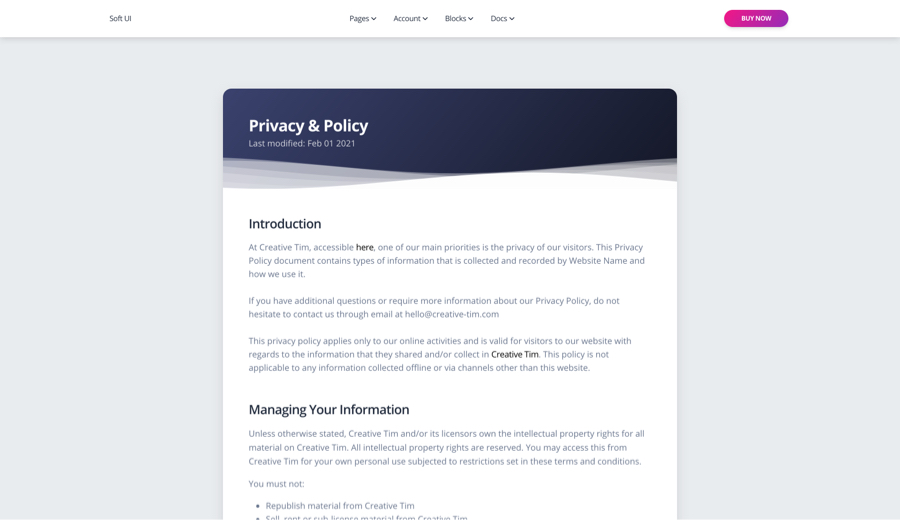 Soft UI
Pages
Account
Blocks
Docs
BUY NOW
Privacy & Policy
Last modified: Feb 01 2021
Introduction
At Creative Tim, accessible here, one of our main priorities is the privacy of our visitors. This Privacy
Policy document contains types of information that is collected and recorded by Website Name and
how we use it.
If you have additional questions or require more information about our Privacy Policy, do not
hesitate to contact us through email at hello@creative-tim.com
This privacy policy applies only to our online activities and is valid for visitors to our website with
regards to the information that they shared and/or collect in Creative Tim. This policy is not
applicable to any information collected offline or via channels other than this website.
Managing Your Information
Unless otherwise stated, Creative Tim and/or its licensors own the intellectual property rights for all
material on Creative Tim. All intellectual property rights are reserved. You may access this from
Creative Tim for your own personal use subjected to restrictions set in these terms and conditions.
You must not:
Republish material from Creative Tim
Sell, rent or sub-license material from Creative Tim